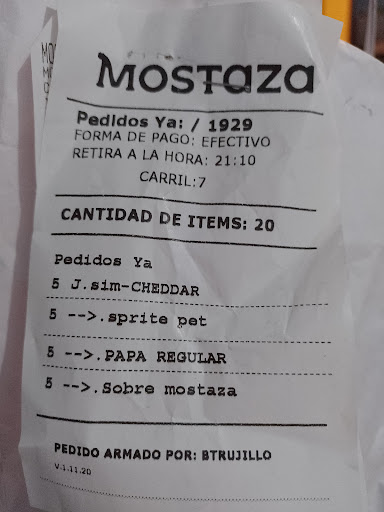 MOSTAZA
Pedidos Ya: / 1929
FORMA DE PAGO: EFECTIVO
RETIRA A LA HORA: 21:10
CARRIL:7
CANTIDAD DE ITEMS: 20
Pedidos Ya
5 J.sim-CHEDDAR
5 -->.sprite pet
5 -->.PAPA REGULAR
5 -->.Sobre mostaza
PEDIDO ARMADO POR: BTRUJILLO
V.1.11.20